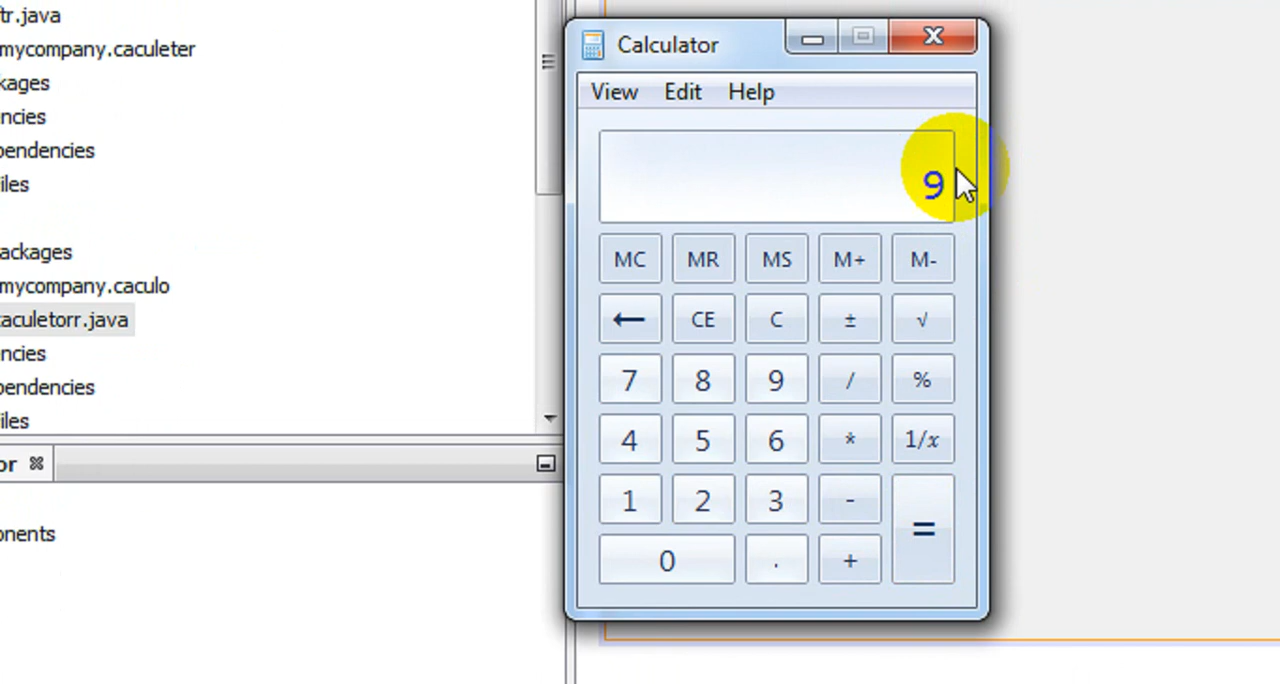 tr.java
mycompany.caculeter
kages
ncies
pendencies
iles
ackages
mycompany.caculo
caculetorr.java
ncies
pendencies
iles
or
onents
Calculator
View Edit Help
9
MC MR MS M+ M-
← CE C ± √
7 8 9 / %
4 5 6 * 1/x
1 2 3 - =
0 . +